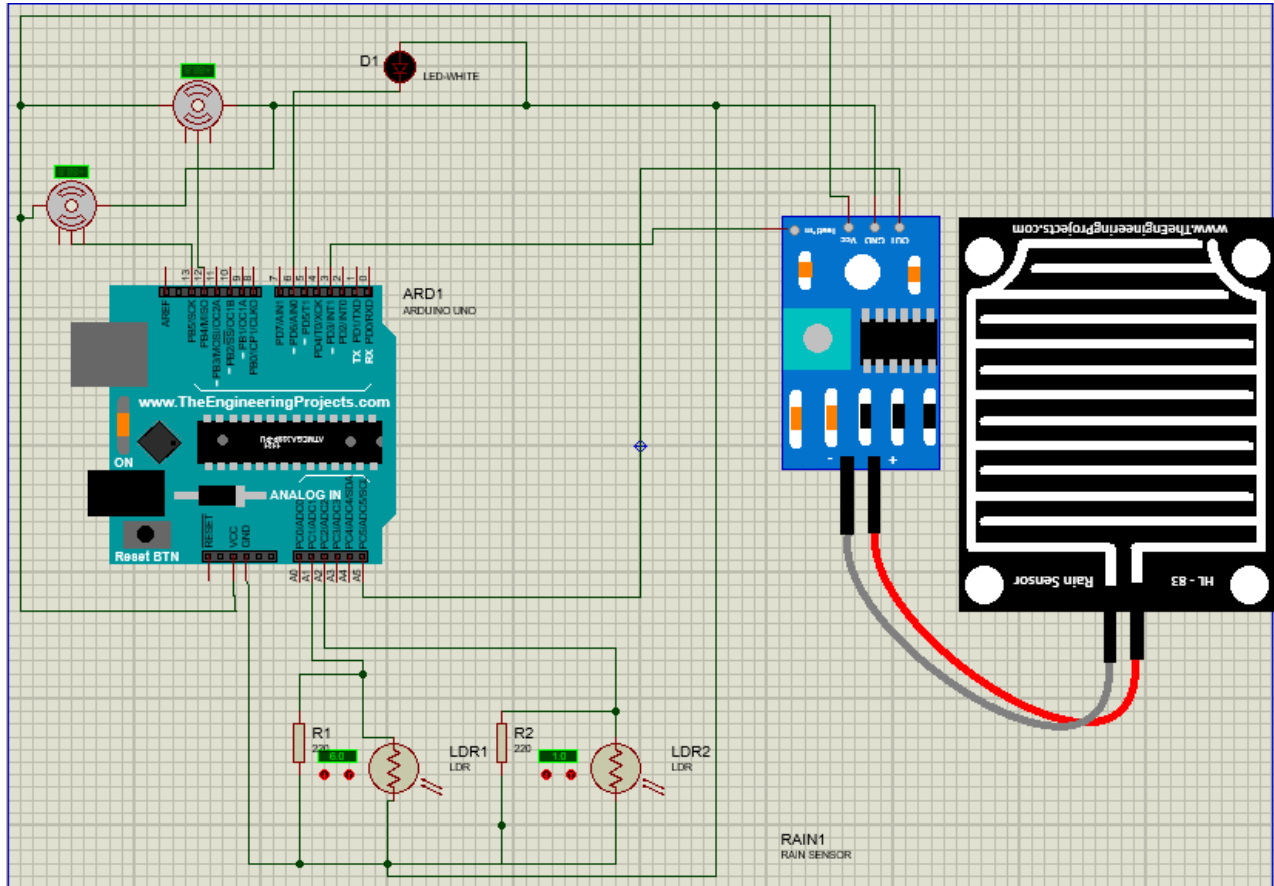 D1
LED-WHITE
ARD1
ARDUINO UNO
13
12
11
10
9
8
7
6
5
4
3
2
1
0
AREF
PB5/SCK
PB4/MISO
PB3/MOSI/OC2A
PB2/SS/OC1B
PB1/OC1A
PB0/ICP1/CLKO
PD7/AIN1
PD6/AIN0
PD5/T1
PD4/T0/XCK
PD3/INT1
PD2/INT0
PD1/TXD
PD0/RXD
TX
RX
www.TheEngineeringProjects.com
ON
ANALOG IN
Reset BTN
RESET
VCC
GND
PC0/ADC0
PC1/ADC1
PC2/ADC2
PC3/ADC3
PC4/ADC4/SDA
PC5/ADC5/SCL
A0
A1
A2
A3
A4
A5
TestPin
Vcc
GND
OUT
-
+
www.TheEngineeringProjects.com
Rain Sensor
HL - 83
R1
220
6.0
LDR1
LDR
R2
220
1.0
LDR2
LDR
RAIN1
RAIN SENSOR